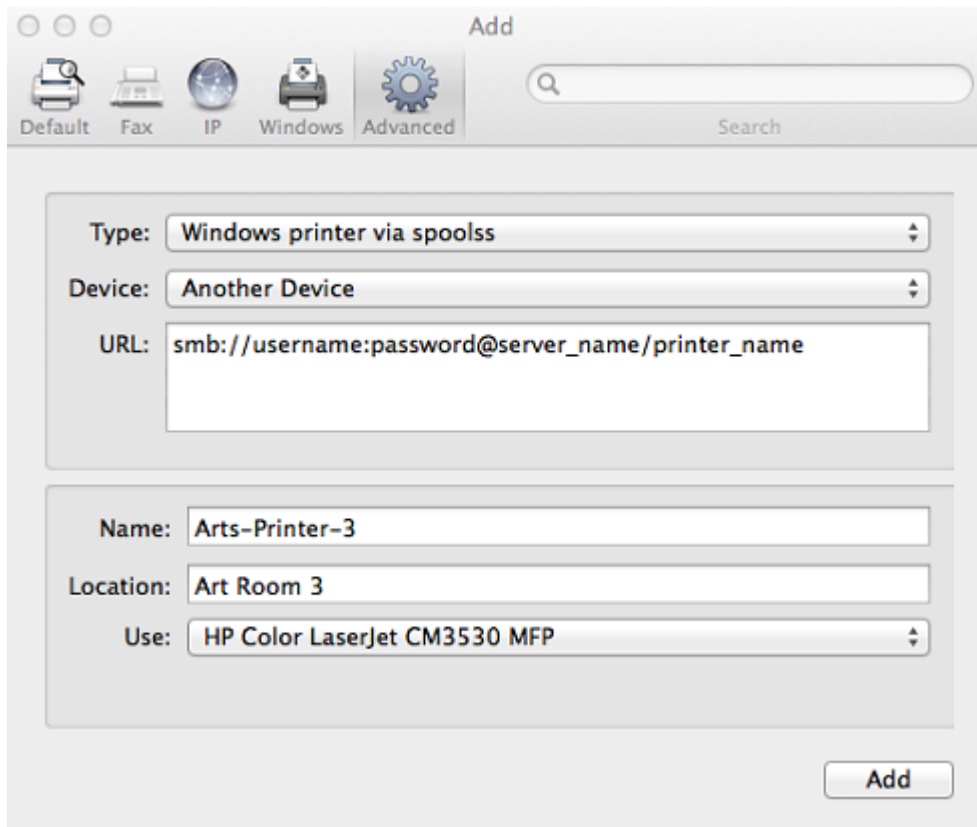 Add
Default Fax IP Windows Advanced Search
Type: Windows printer via spoolss
Device: Another Device
URL: smb://username:password@server_name/printer_name
Name: Arts-Printer-3
Location: Art Room 3
Use: HP Color LaserJet CM3530 MFP
Add